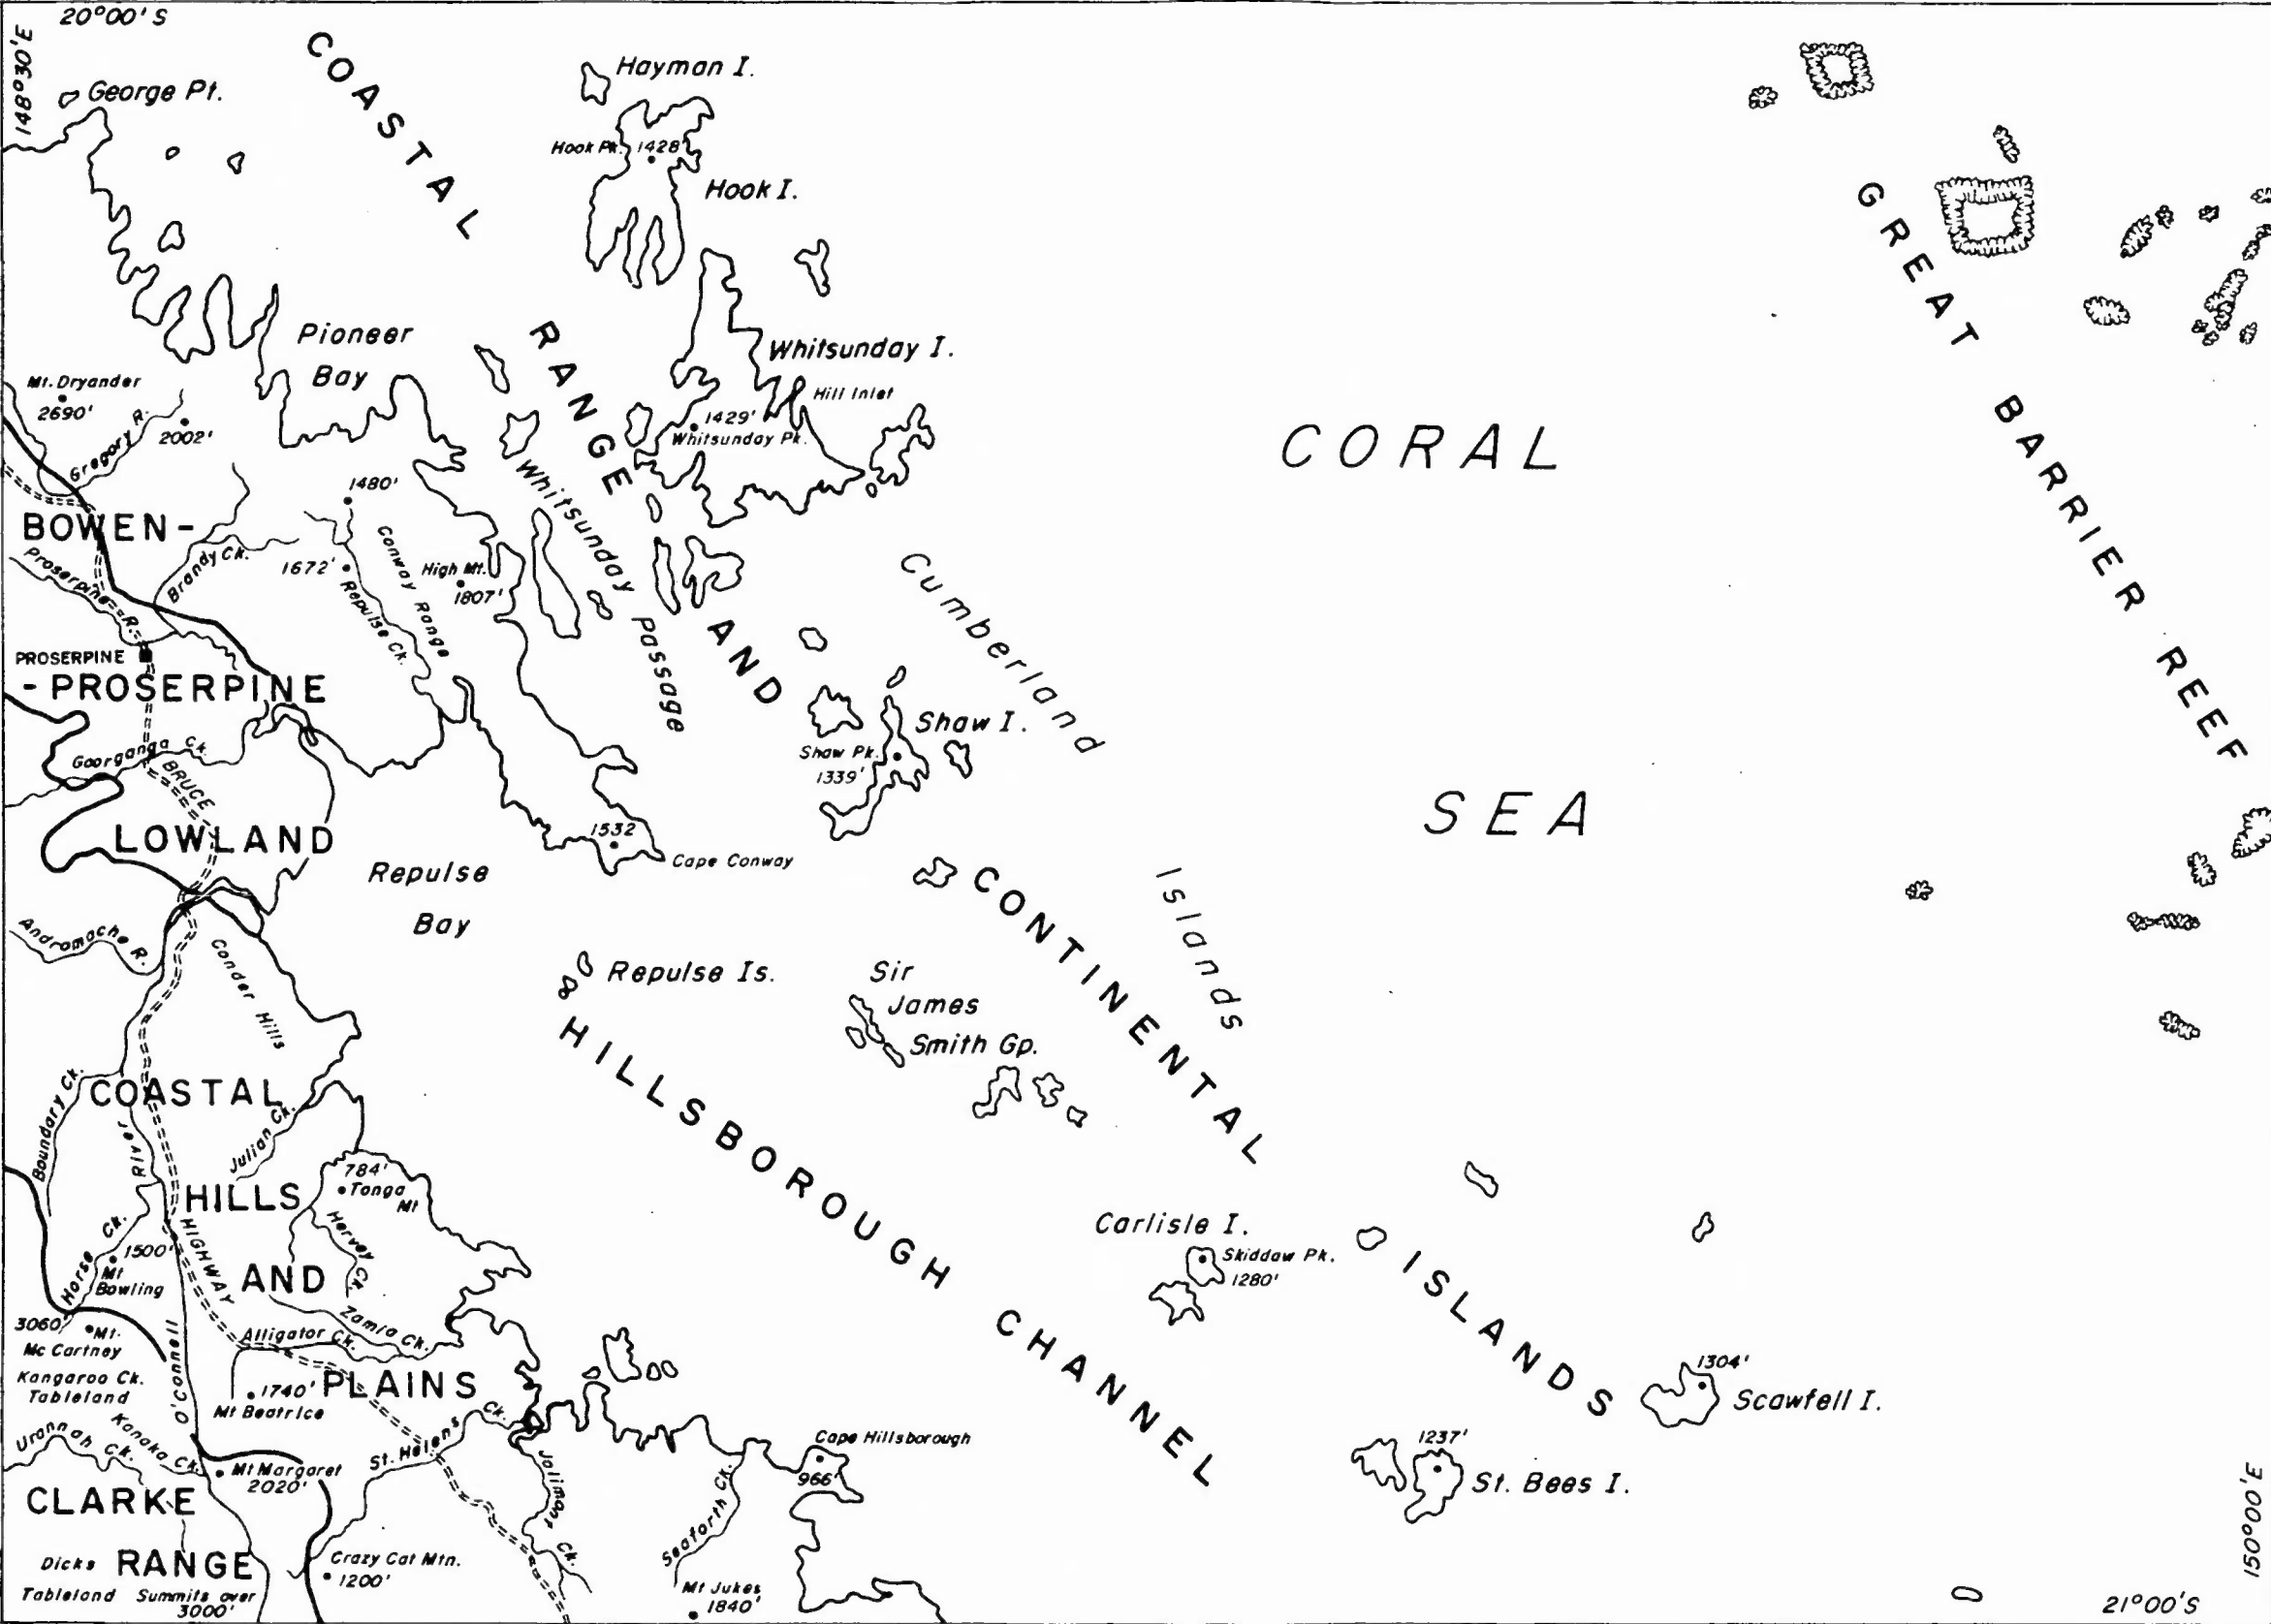 20°00'S
148°30'E
George Pt.
COASTAL RANGE AND CONTINENTAL ISLANDS
Hayman I.
Hook Pk. 1428'
Hook I.
GREAT BARRIER REEF
Pioneer
Bay
Whitsunday I.
Hill Inlet
1429'
Whitsunday Pk.
Mt. Dryander
2690'
Gregory R.
2002'
CORAL
SEA
1480'
Whitsunday Passage
BOWEN-
-PROSERPINE
LOWLAND
Proserpine R.
Brandy Ck.
1672'
Repulse Ck.
Conway Range
High Mt.
1807'
Cumberland
Islands
PROSERPINE
Shaw I.
Shaw Pk.
1339'
Goorganga Ck.
BRUCE
HIGHWAY
1532
Cape Conway
Repulse
Bay
Andromache R.
Conder Hills
Repulse Is.
Sir
James
Smith Gp.
HILLSBOROUGH CHANNEL
COASTAL
HILLS
AND
PLAINS
Boundary Ck.
River
Julian Ck.
784'
Tonga
Mt
Hervey Ck.
Horse Ck.
1500'
Mt
Bowling
Carlisle I.
Skiddaw Pk.
1280'
Zamia Ck.
Alligator Ck.
3060'
Mt.
Mc Cartney
O'Connell
Kangaroo Ck.
Tableland
1740'
Mt Beatrice
1304'
Scawfell I.
Urannah Ck.
Kanaka Ck.
St. Helens Ck.
Jolimont Ck.
Cape Hillsborough
966'
1237'
St. Bees I.
Mt Margaret
2020'
CLARKE
RANGE
Seaforth Ck.
Dicks
Tableland
Summits over
3000'
Crazy Cat Mtn.
1200'
Mt Jukes
1840'
150°00'E
21°00'S